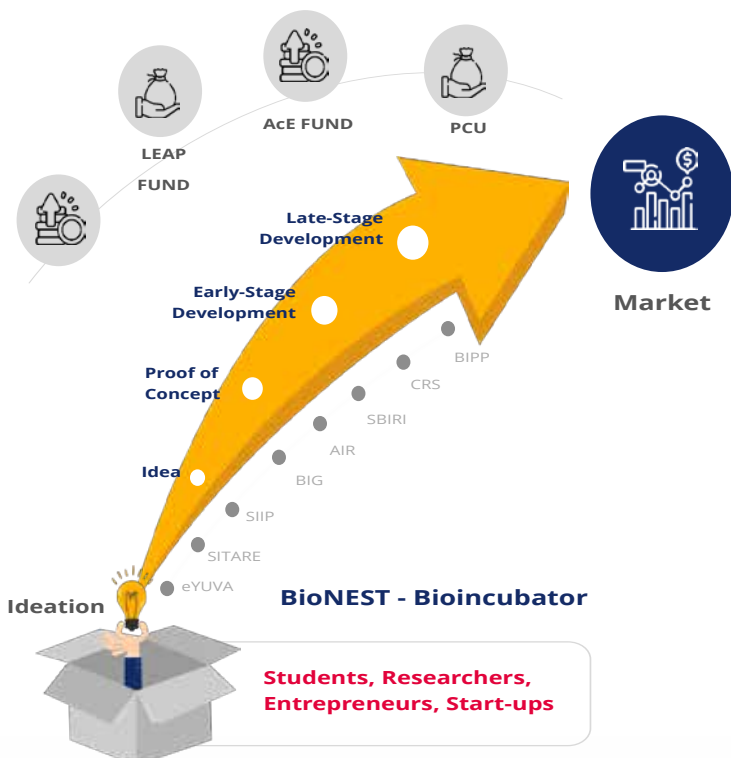 AcE FUND
PCU
LEAP
FUND
$
Late-Stage
Development
Market
Early-Stage
Development
BIPP
Proof of
Concept
CRS
SBIRI
AIR
Idea
BIG
SIIP
SITARE
eYUVA
Ideation
BioNEST - Bioincubator
Students, Researchers,
Entrepreneurs, Start-ups